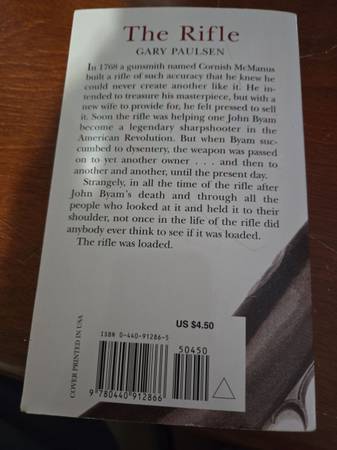 The Rifle
GARY PAULSEN
In 1768 a gunsmith named Cornish McManus
built a rifle of such accuracy that he knew he
could never create another like it. He in-
tended to treasure his masterpiece, but with a
new wife to provide for, he felt pressed to sell
it. Soon the rifle was helping one John Byam
become a legendary sharpshooter in the
American Revolution. But when Byam suc-
cumbed to dysentery, the weapon was passed
on to yet another owner . . . and then to
another and another, until the present day.
Strangely, in all the time of the rifle after
John Byam's death and through all the
people who looked at it and held it to their
shoulder, not once in the life of the rifle did
anybody ever think to see if it was loaded.
The rifle was loaded.
US $4.50
ISBN 0-440-91286-5
50450
9 780440 912866
COVER PRINTED IN USA